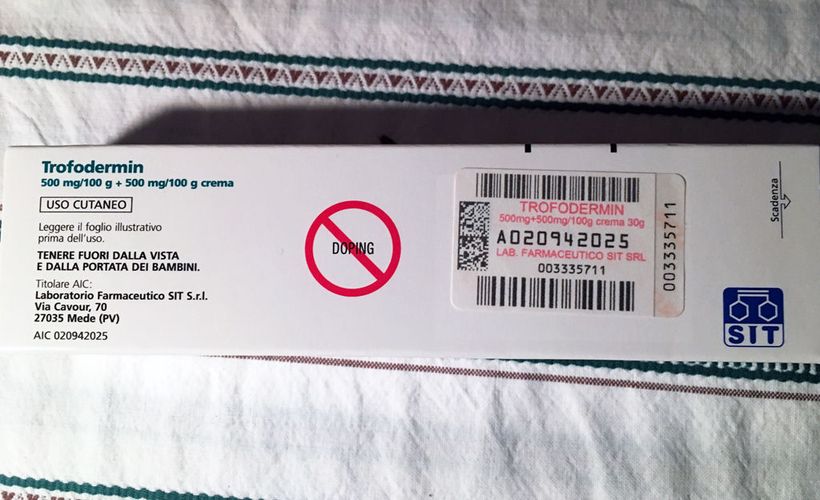 Trofodermin
500 mg/100 g + 500 mg/100 g crema
USO CUTANEO
Leggere il foglio illustrativo
prima dell'uso.
TENERE FUORI DALLA VISTA
E DALLA PORTATA DEI BAMBINI.
Titolare AIC:
Laboratorio Farmaceutico SIT S.r.l.
Via Cavour, 70
27035 Mede (PV)
AIC 020942025
DOPING
TROFODERMIN
500mg+500mg/100g crema 30g
A020942025
LAB. FARMACEUTICO SIT SRL
003335711
003335711
Scadenza
SIT